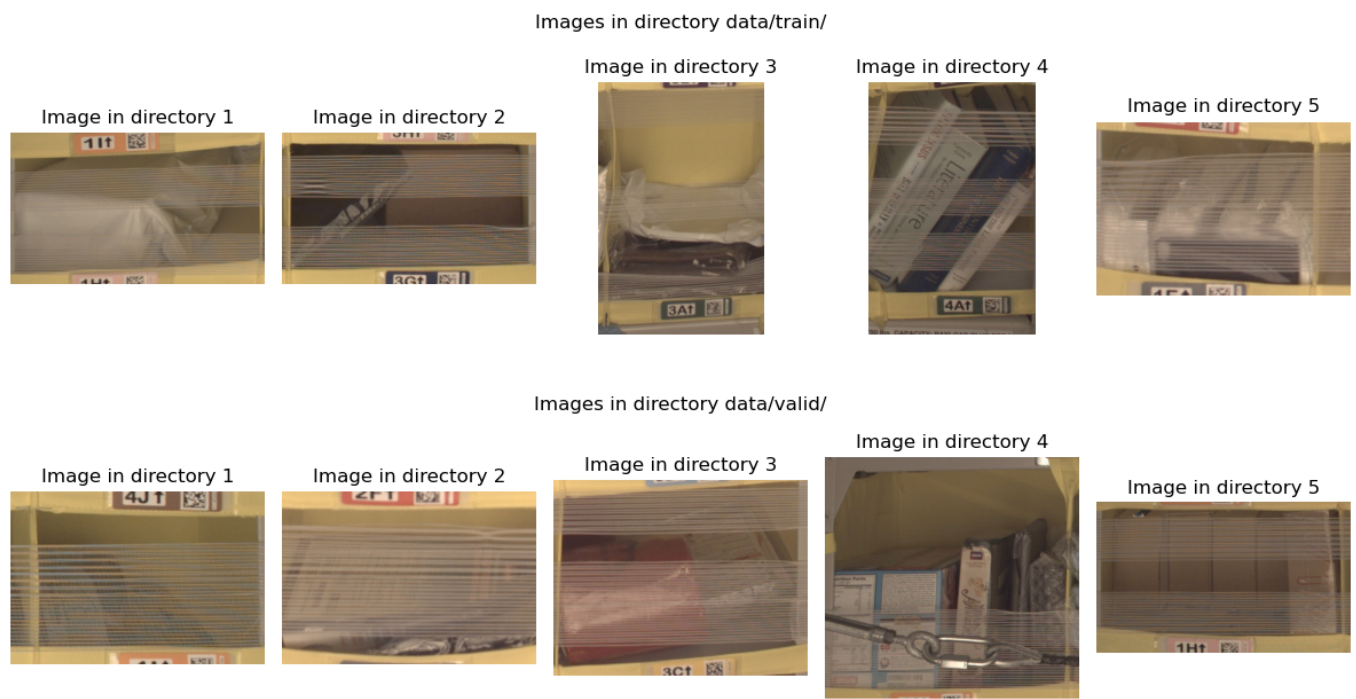 Images in directory data/train/
Image in directory 1
Image in directory 2
Image in directory 3
Image in directory 4
Image in directory 5
1I↑
3H↑
1H↑
3G↑
3A↑
Literature
4A↑
Images in directory data/valid/
Image in directory 1
Image in directory 2
Image in directory 3
Image in directory 4
Image in directory 5
4J↑
2F↑
3C↑
1H↑